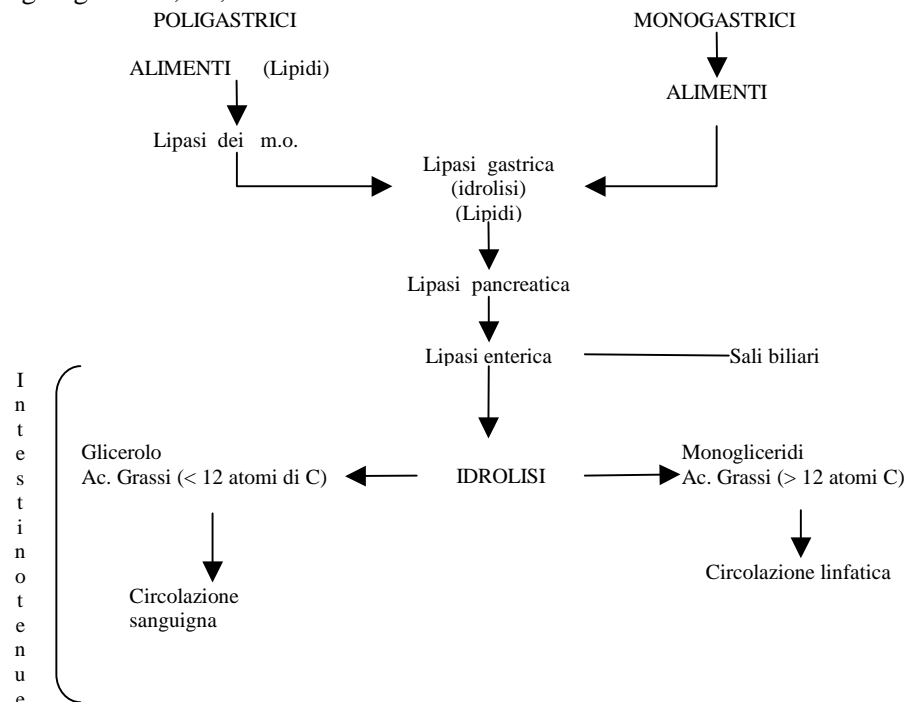 POLIGASTRICI
MONOGASTRICI
ALIMENTI (Lipidi)
ALIMENTI
Lipasi dei m.o.
Lipasi gastrica
(idrolisi)
(Lipidi)
Lipasi pancreatica
Lipasi enterica
Sali biliari
Intestinotenue
Glicerolo
Ac. Grassi (< 12 atomi di C)
IDROLISI
Monogliceridi
Ac. Grassi (> 12 atomi C)
Circolazione linfatica
Circolazione
sanguigna